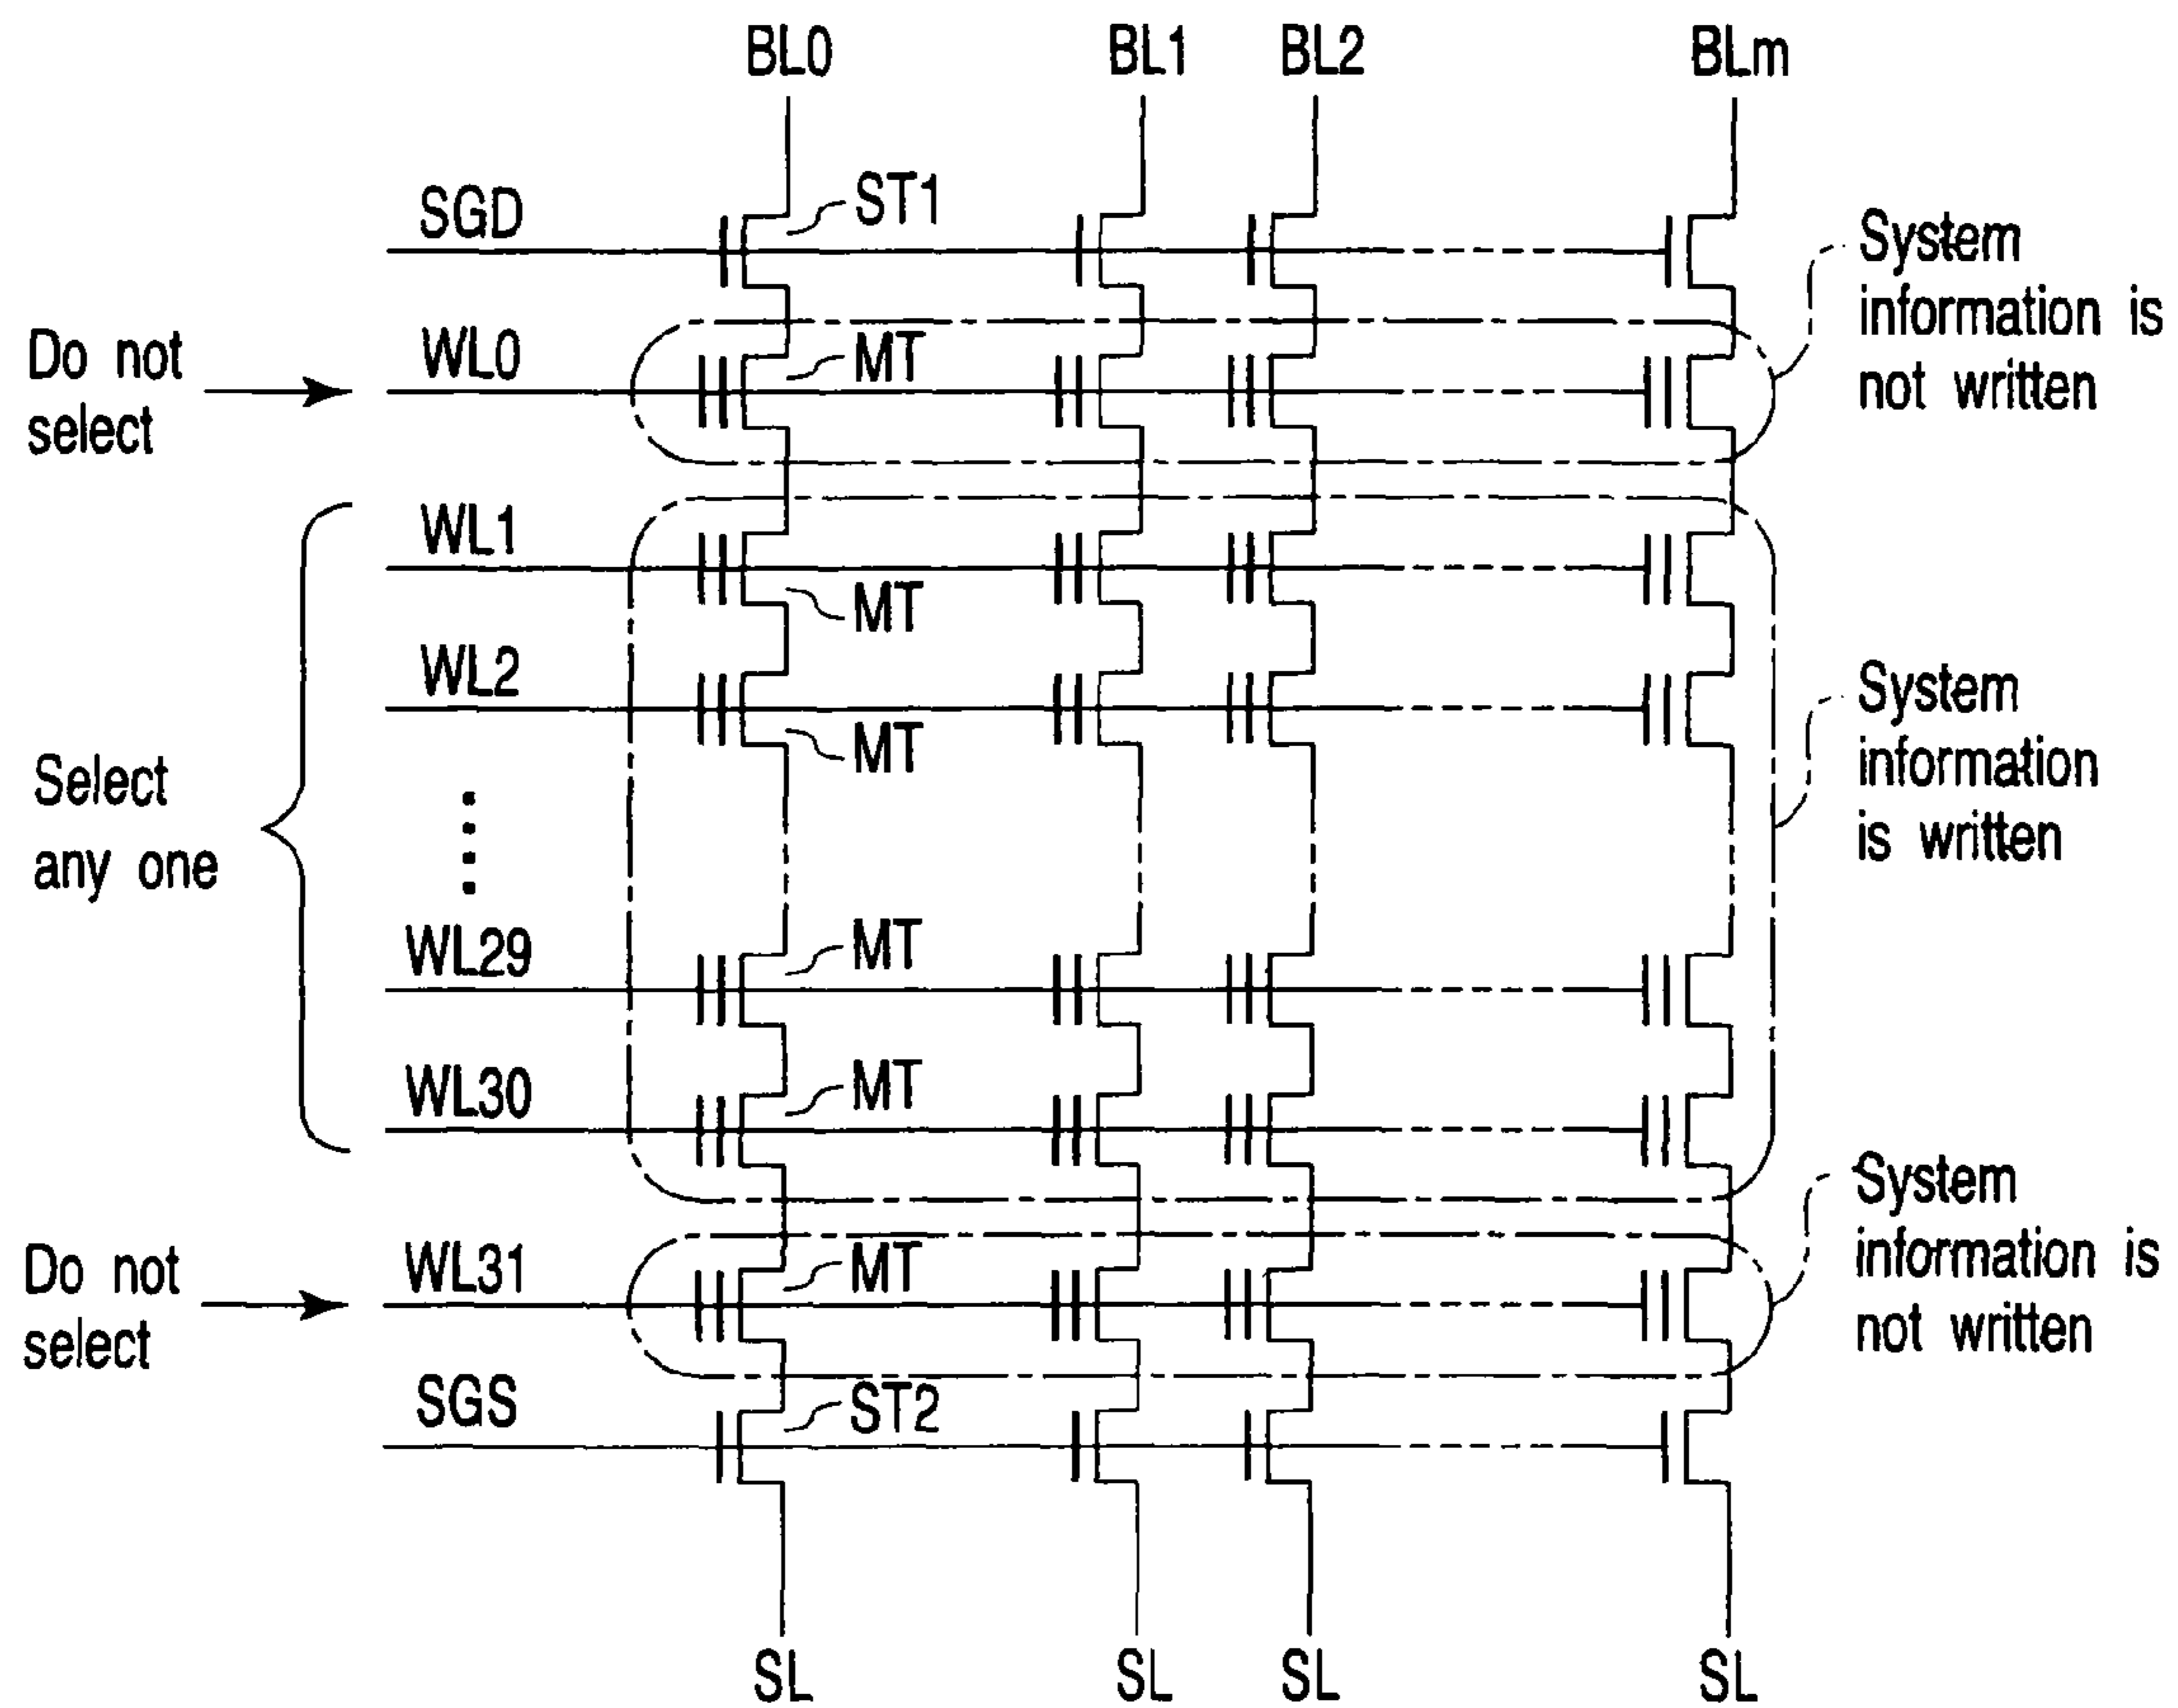 BL0 BL1 BL2 BLm
SGD
ST1
System
information is
not written
Do not
select
WL0
MT
WL1
MT
WL2
MT
Select
any one
System
information
is written
WL29
MT
WL30
MT
Do not
select
WL31
MT
System
information is
not written
SGS
ST2
SL SL SL SL